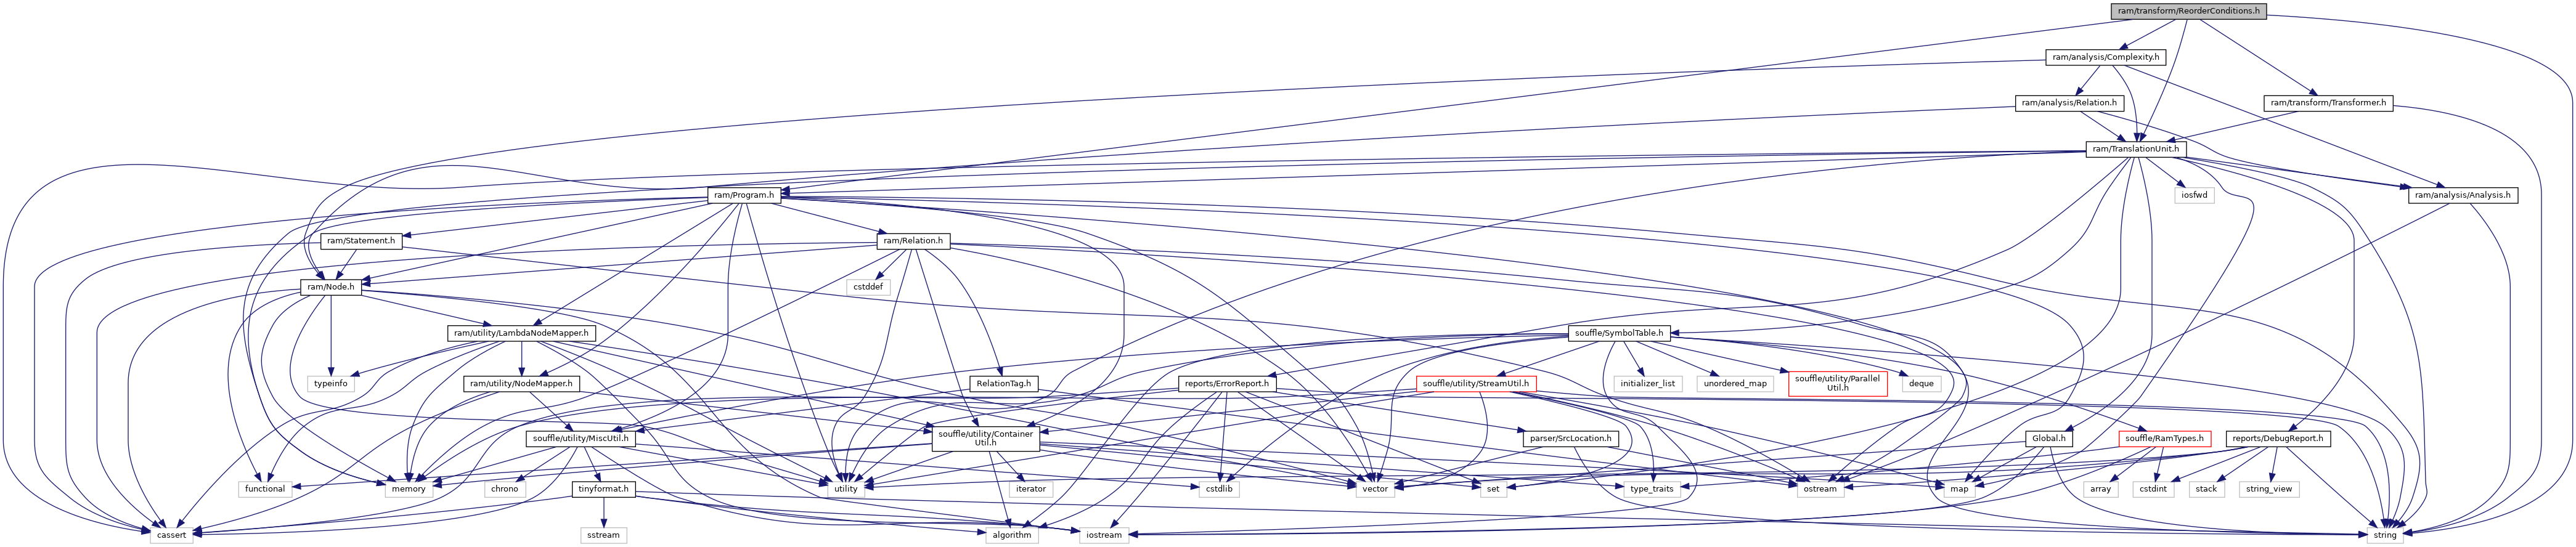 ram/transform/ReorderConditions.h
ram/analysis/Complexity.h
ram/analysis/Relation.h
ram/transform/Transformer.h
ram/TranslationUnit.h
ram/Program.h
iosfwd
ram/analysis/Analysis.h
ram/Statement.h
ram/Relation.h
ram/Node.h
cstddef
ram/utility/LambdaNodeMapper.h
souffle/SymbolTable.h
typeinfo
ram/utility/NodeMapper.h
RelationTag.h
reports/ErrorReport.h
souffle/utility/StreamUtil.h
initializer_list
unordered_map
souffle/utility/Parallel
Util.h
deque
souffle/utility/MiscUtil.h
souffle/utility/Container
Util.h
parser/SrcLocation.h
Global.h
souffle/RamTypes.h
reports/DebugReport.h
functional
memory
chrono
tinyformat.h
cstdlib
utility
iterator
vector
set
type_traits
ostream
map
array
cstdint
stack
string_view
cassert
sstream
algorithm
iostream
string